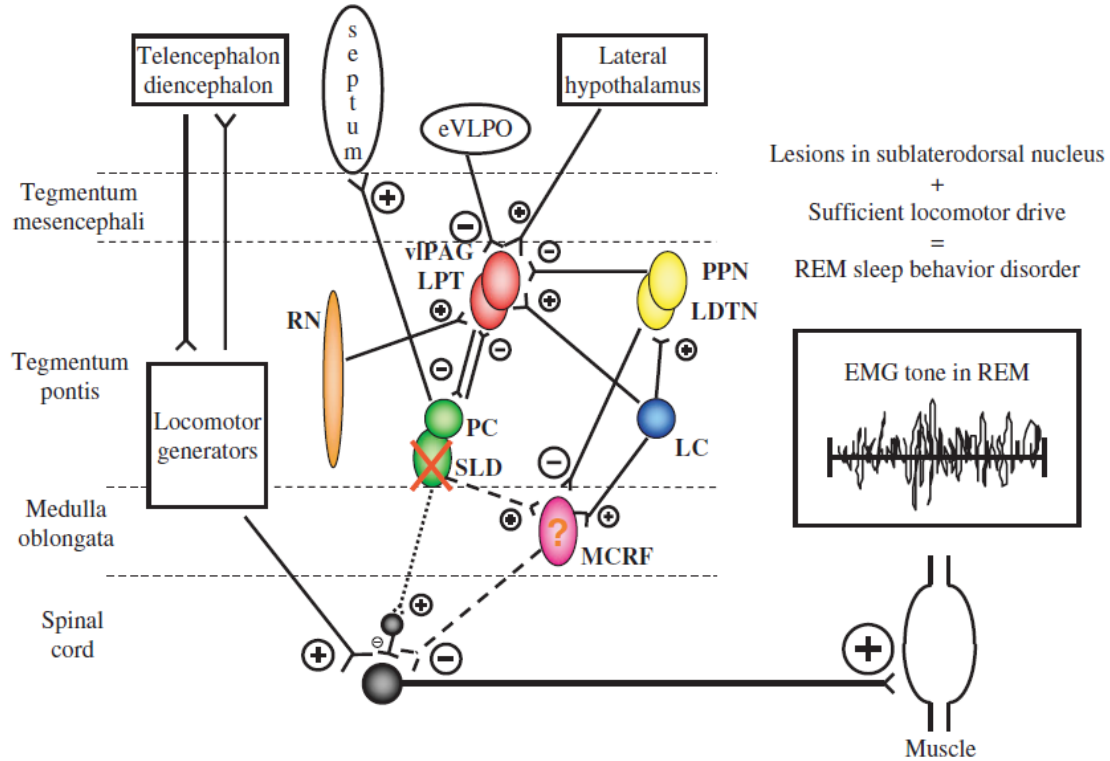 septum
Telencephalon
diencephalon
Lateral
hypothalamus
eVLPO
Lesions in sublaterodorsal nucleus
+
Sufficient locomotor drive
=
REM sleep behavior disorder
Tegmentum
mesencephali
+
−
+
−
vlPAG
LPT
PPN
LDTN
RN
+
+
−
−
+
Tegmentum
pontis
EMG tone in REM
Locomotor
generators
PC
SLD
LC
−
Medulla
oblongata
+
+
?
MCRF
Spinal
cord
+
−
+
−
+
Muscle